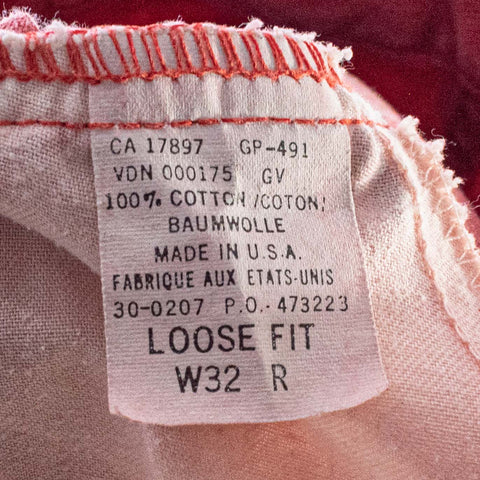 CA 17897 GP-491
VDN 000175 GV
100% COTTON/COTON/
BAUMWOLLE
MADE IN U.S.A.
FABRIQUE AUX ETATS-UNIS
30-0207 P.O.-473223
LOOSE FIT
W32 R